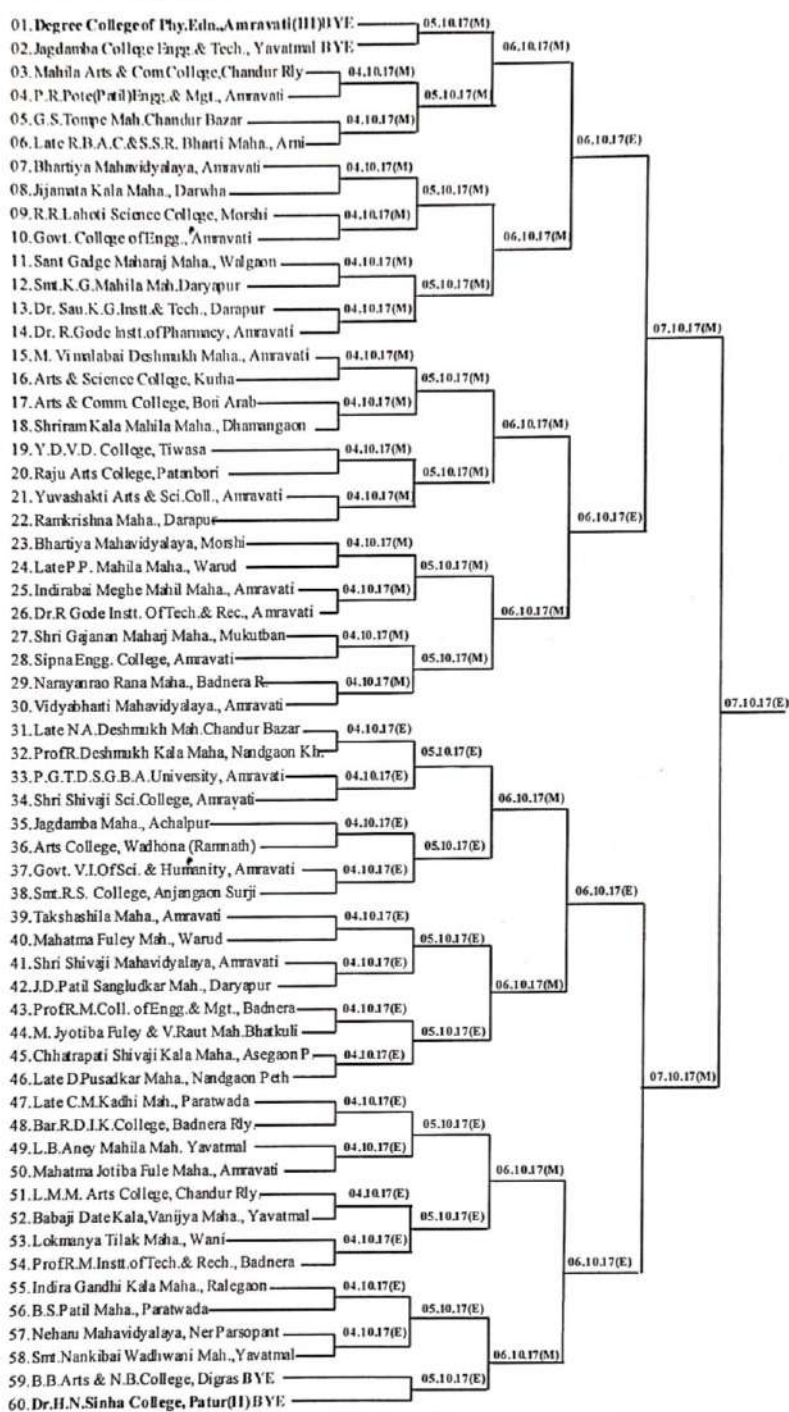 01.Degree College of Phy.Edn.,Amravati(III)BYE 05.10.17(M)
02.Jagdamba College Engg.& Tech., Yavatmal BYE 06.10.17(M)
03.Mahila Arts & Com College,Chandur Rly 04.10.17(M)
04.P.R.Pote(Patil)Engg.& Mgt., Amravati 05.10.17(M)
05.G.S.Tompe Mah.Chandur Bazar 04.10.17(M)
06.Late R.B.A.C.&S.S.R. Bharti Maha., Arni 06.10.17(E)
07.Bhartiya Mahavidyalaya, Amravati 04.10.17(M)
08.Jijamata Kala Maha., Darwha 05.10.17(M)
09.R.R.Lahoti Science College, Morshi 04.10.17(M)
10.Govt. College of Engg., Amravati 06.10.17(M)
11.Sant Gadge Maharaj Maha., Walgaon 04.10.17(M)
12.Smt.K.G.Mahila Mah.Daryapur 05.10.17(M)
13.Dr. Sau.K.G.Instt.& Tech., Darapur 04.10.17(M)
14.Dr. R.Gode Instt.of Pharmacy, Amravati 07.10.17(M)
15.M. Vimalabai Deshmukh Maha., Amravati 04.10.17(M)
16.Arts & Science College, Kurha 05.10.17(M)
17.Arts & Comm. College, Bori Arab 04.10.17(M)
18.Shriram Kala Mahila Maha., Dhamangaon 06.10.17(M)
19.Y.D.V.D. College, Tiwasa 04.10.17(M)
20.Raju Arts College,Patanbori 05.10.17(M)
21.Yuvashakti Arts & Sci.Coll., Amravati 04.10.17(M)
22.Ramkrishna Maha., Darapur 06.10.17(E)
23.Bhartiya Mahavidyalaya, Morshi 04.10.17(M)
24.Late P.P. Mahila Maha., Warud 05.10.17(M)
25.Indirabai Meghe Mahil Maha., Amravati 04.10.17(M)
26.Dr.R Gode Instt. Of Tech.& Rec., Amravati 06.10.17(M)
27.Shri Gajanan Maharj Maha., Mukutban 04.10.17(M)
28.Sipna Engg. College, Amravati 05.10.17(M)
29.Narayanrao Rana Maha., Badnera R. 04.10.17(M)
30.Vidyabharti Mahavidyalaya., Amravati 07.10.17(E)
31.Late N.A.Deshmukh Mah.Chandur Bazar 04.10.17(E)
32.Prof R.Deshmukh Kala Maha, Nandgaon Kh. 05.10.17(E)
33.P.G.T.D.S.G.B.A.University, Amravati 04.10.17(E)
34.Shri Shivaji Sci.College, Amravati 06.10.17(M)
35.Jagdamba Maha., Achalpur 04.10.17(E)
36.Arts College, Wadhona (Ramnath) 05.10.17(E)
37.Govt. V.I.Of Sci. & Humanity, Amravati 04.10.17(E)
38.Smt.R.S. College, Anjangaon Surji 06.10.17(E)
39.Takshashila Maha., Amravati 04.10.17(E)
40.Mahatma Fuley Mah., Warud 05.10.17(E)
41.Shri Shivaji Mahavidyalaya, Amravati 04.10.17(E)
42.J.D.Patil Sangludkar Mah., Daryapur 06.10.17(M)
43.Prof R.M.Coll. of Engg.& Mgt., Badnera 04.10.17(E)
44.M. Jyotiba Fuley & V.Raut Mah.Bhatkuli 05.10.17(E)
45.Chhatrapati Shivaji Kala Maha., Asegaon P. 04.10.17(E)
46.Late D.Pusadkar Maha., Nandgaon Peth 07.10.17(M)
47.Late C.M.Kadhi Mah., Paratwada 04.10.17(E)
48.Bar.R.D.I.K.College, Badnera Rly. 05.10.17(E)
49.L.B.Aney Mahila Mah. Yavatmal 04.10.17(E)
50.Mahatma Jotiba Fule Maha., Amravati 06.10.17(M)
51.L.M.M. Arts College, Chandur Rly. 04.10.17(E)
52.Babaji Date Kala,Vanijya Maha., Yavatmal 05.10.17(E)
53.Lokmanya Tilak Maha., Wani 04.10.17(E)
54.Prof R.M.Instt.of Tech.& Rech., Badnera 06.10.17(E)
55.Indira Gandhi Kala Maha., Ralegaon 04.10.17(E)
56.B.S.Patil Maha., Paratwada 05.10.17(E)
57.Neharu Mahavidyalaya, Ner Parsopant 04.10.17(E)
58.Smt.Nankibai Wadhwani Mah.,Yavatmal 06.10.17(M)
59.B.B.Arts & N.B.College, Digras BYE 05.10.17(E)
60.Dr.H.N.Sinha College, Patur(II)BYE